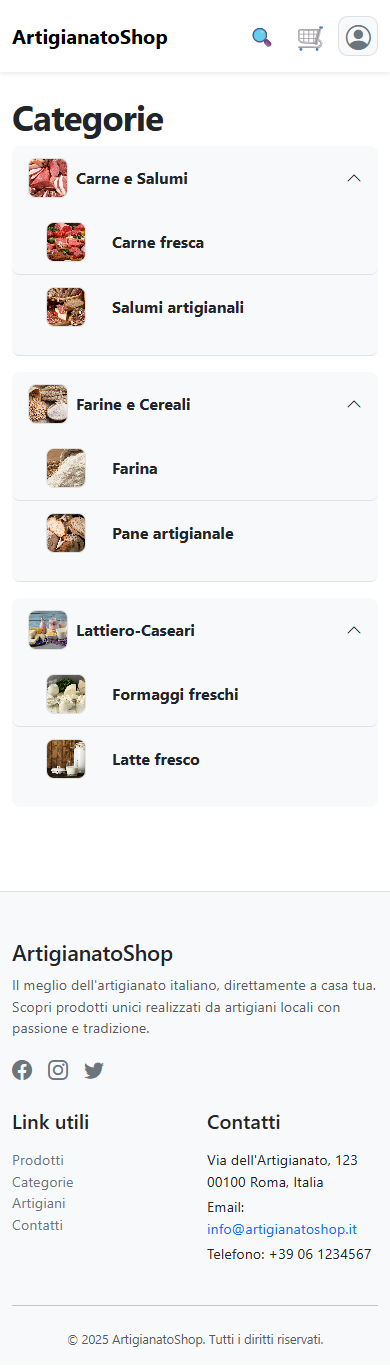 ArtigianatoShop
Categorie
Carne e Salumi
Carne fresca
Salumi artigianali
Farine e Cereali
Farina
Pane artigianale
Lattiero-Caseari
Formaggi freschi
Latte fresco
ArtigianatoShop
Il meglio dell'artigianato italiano, direttamente a casa tua.
Scopri prodotti unici realizzati da artigiani locali con
passione e tradizione.
Link utili
Prodotti
Categorie
Artigiani
Contatti
Contatti
Via dell'Artigianato, 123
00100 Roma, Italia
Email:
info@artigianatoshop.it
Telefono: +39 06 1234567
© 2025 ArtigianatoShop. Tutti i diritti riservati.